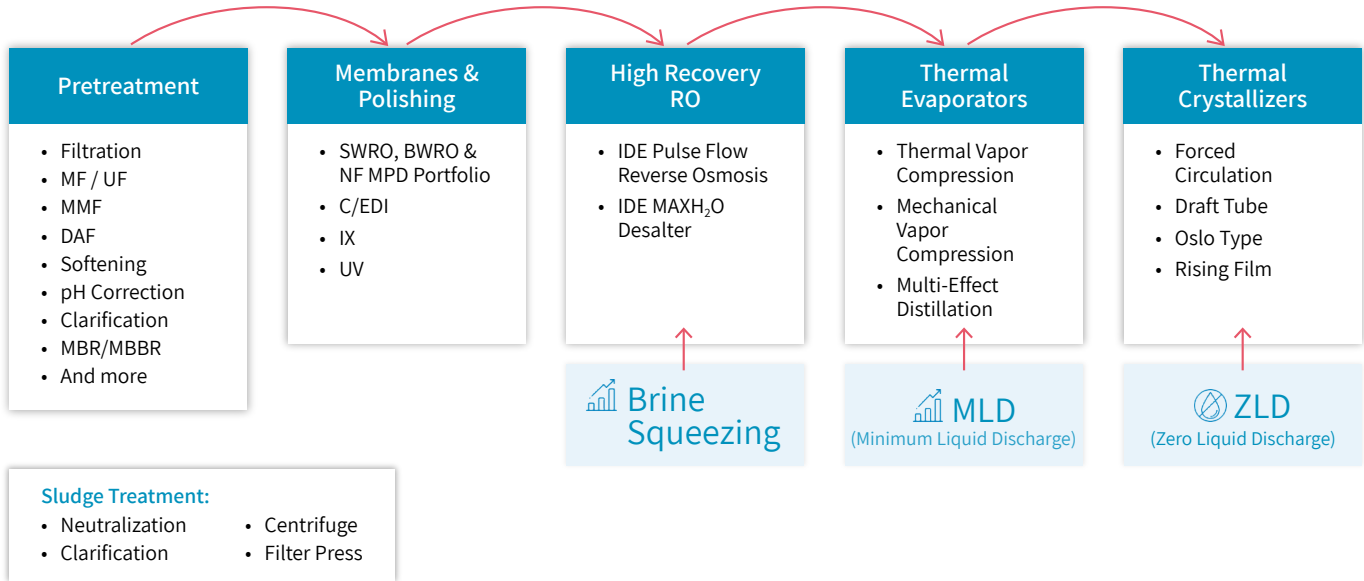 Pretreatment
• Filtration
• MF / UF
• MMF
• DAF
• Softening
• pH Correction
• Clarification
• MBR/MBBR
• And more
Membranes &
Polishing
• SWRO, BWRO &
NF MPD Portfolio
• C/EDI
• IX
• UV
High Recovery
RO
• IDE Pulse Flow
Reverse Osmosis
• IDE MAXH₂O
Desalter
Brine
Squeezing
Thermal
Evaporators
• Thermal Vapor
Compression
• Mechanical
Vapor
Compression
• Multi-Effect
Distillation
MLD
(Minimum Liquid Discharge)
Thermal
Crystallizers
• Forced
Circulation
• Draft Tube
• Oslo Type
• Rising Film
ZLD
(Zero Liquid Discharge)
Sludge Treatment:
• Neutralization
• Clarification
• Centrifuge
• Filter Press